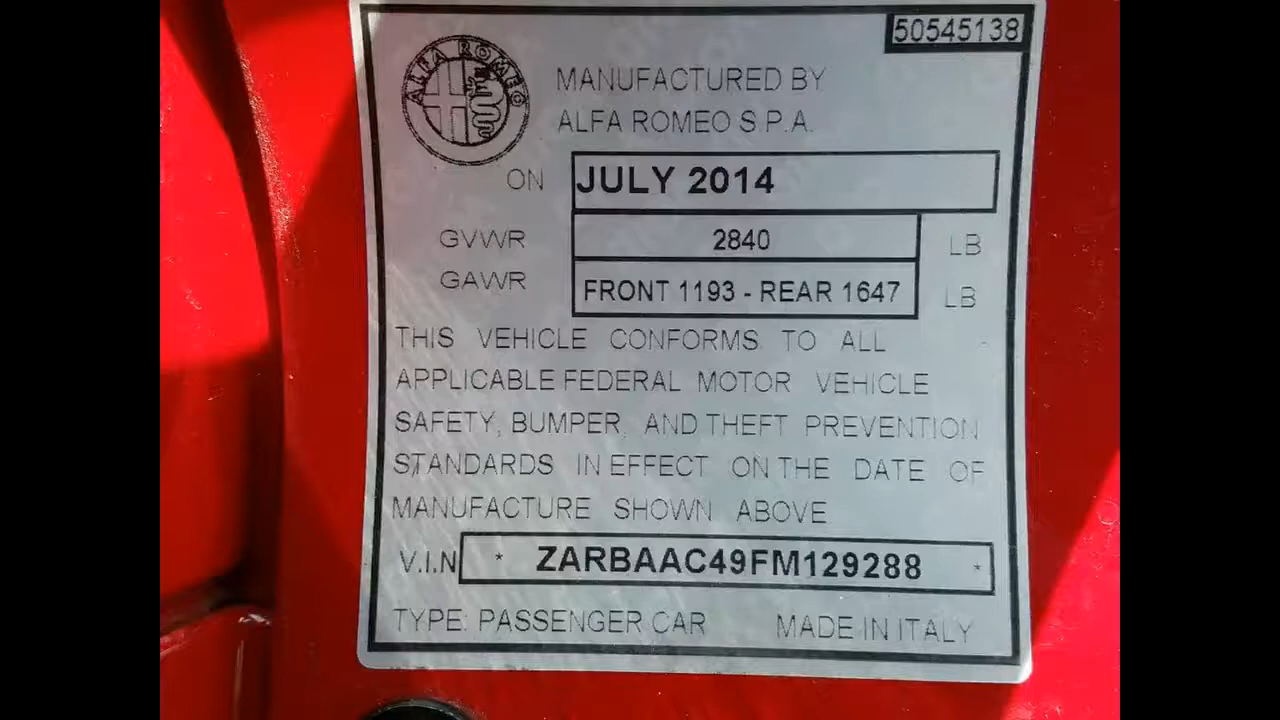 50545138
ALFA ROMEO
MANUFACTURED BY
ALFA ROMEO S.P.A.
ON JULY 2014
GVWR 2840 LB
GAWR FRONT 1193 - REAR 1647 LB
THIS VEHICLE CONFORMS TO ALL
APPLICABLE FEDERAL MOTOR VEHICLE
SAFETY, BUMPER, AND THEFT PREVENTION
STANDARDS IN EFFECT ON THE DATE OF
MANUFACTURE SHOWN ABOVE
V.I.N * ZARBAAC49FM129288 *
TYPE: PASSENGER CAR MADE IN ITALY